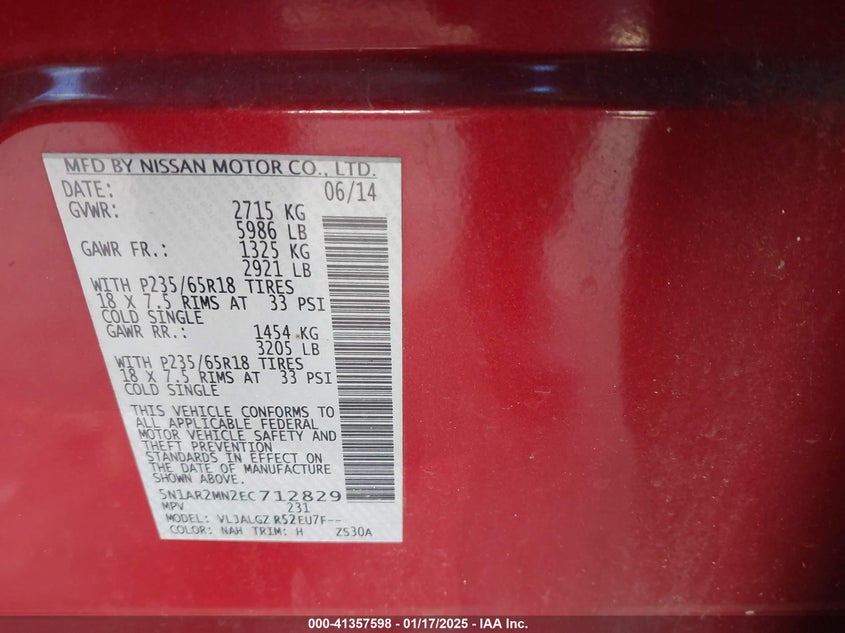 MFD BY NISSAN MOTOR CO., LTD.
DATE: 06/14
GVWR: 2715 KG
5986 LB
GAWR FR.: 1325 KG
2921 LB
WITH P235/65R18 TIRES
18 X 7.5 RIMS AT 33 PSI
COLD SINGLE
GAWR RR.: 1454 KG
3205 LB
WITH P235/65R18 TIRES
18 X 7.5 RIMS AT 33 PSI
COLD SINGLE
THIS VEHICLE CONFORMS TO
ALL APPLICABLE FEDERAL
MOTOR VEHICLE SAFETY AND
THEFT PREVENTION
STANDARDS IN EFFECT ON
THE DATE OF MANUFACTURE
SHOWN ABOVE.
5N1AR2MN2EC712829
MPV 231
MODEL: VLJALGZ R52EU7F--
COLOR: NAH TRIM: H ZS30A
000-41357598 - 01/17/2025 - IAA Inc.